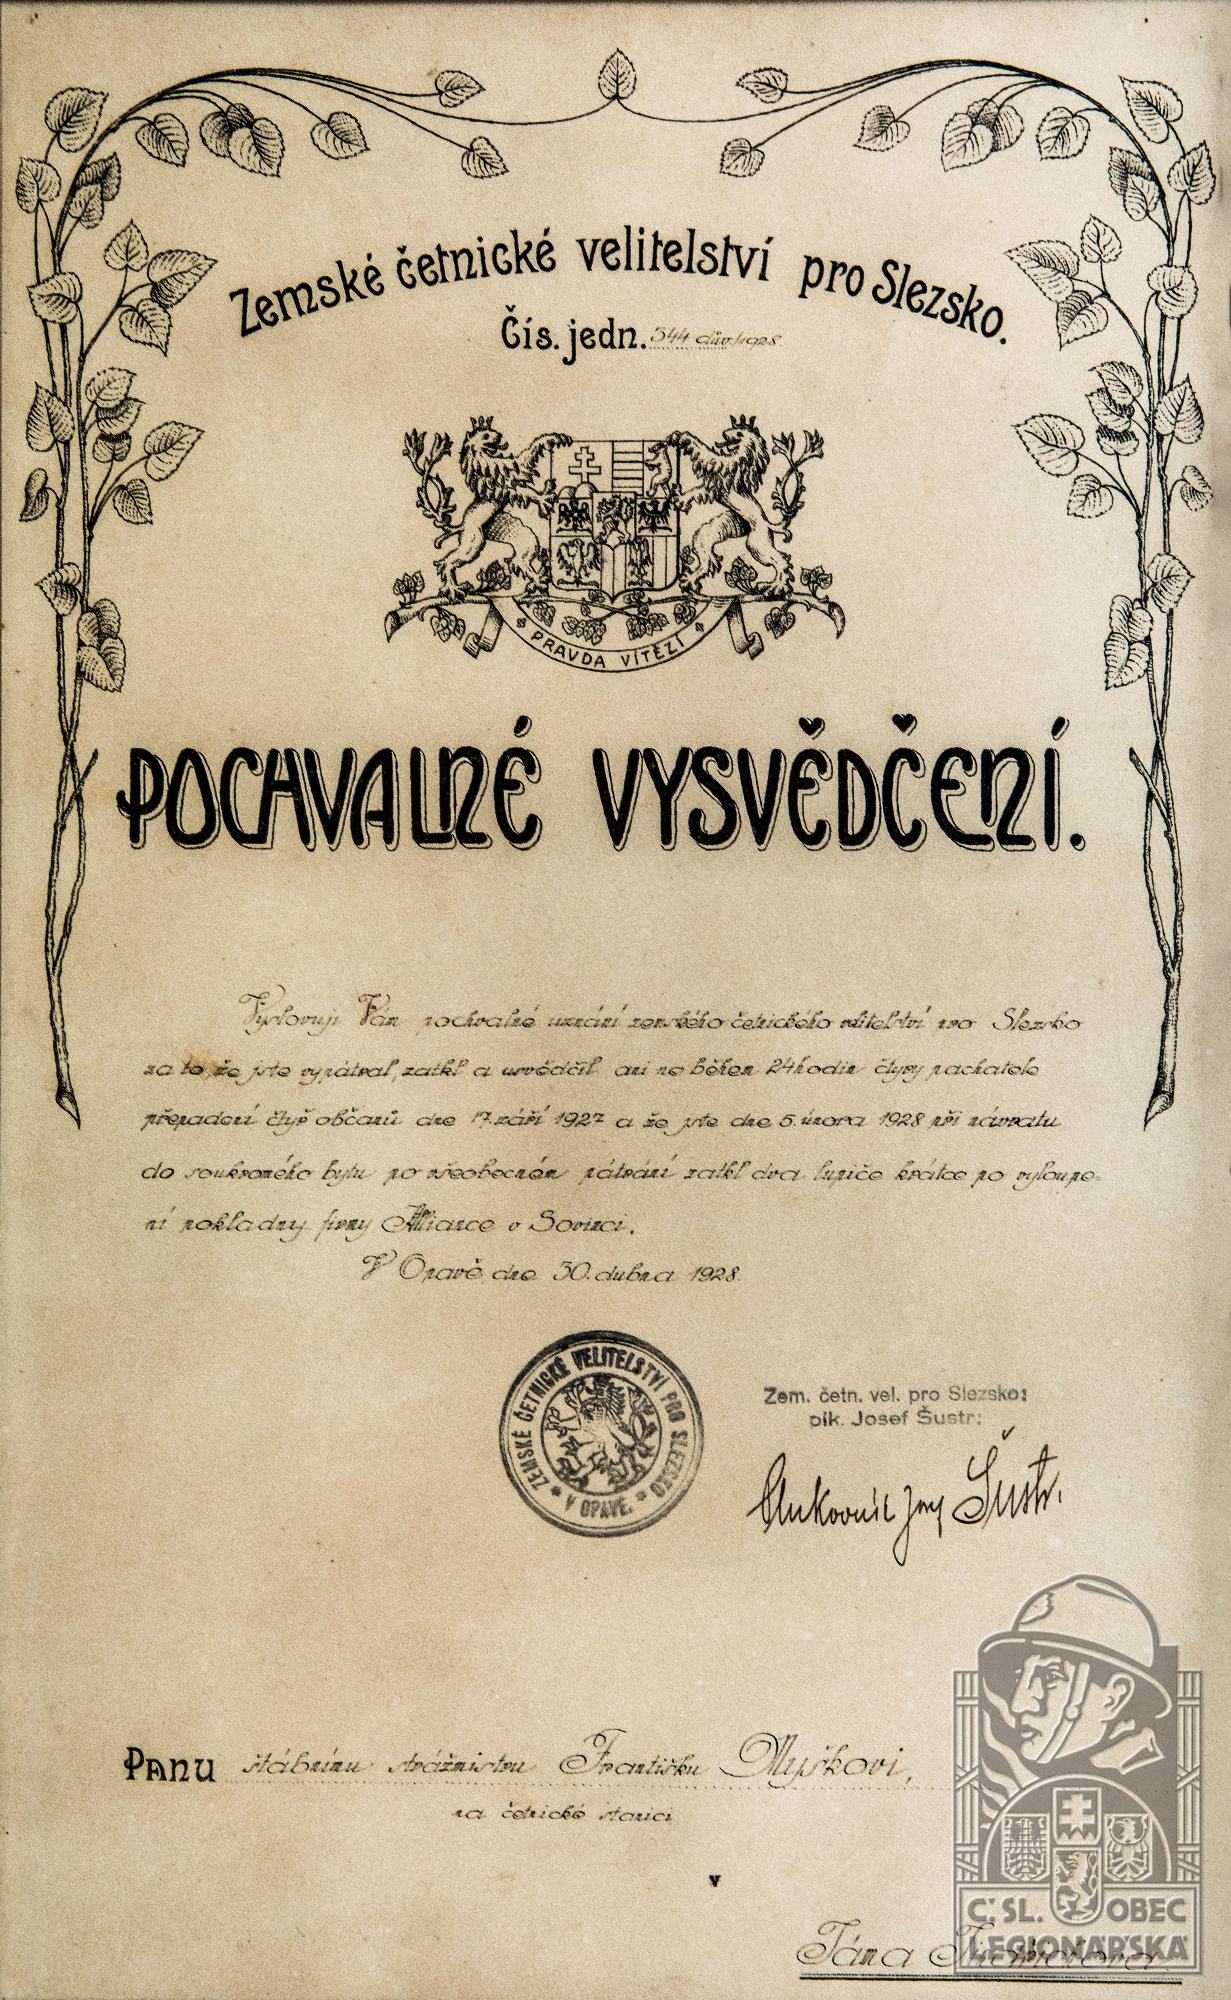 Zemské četnické velitelství pro Slezsko.
Čís. jedn. 344 dův./1928
PRAVDA VÍTĚZÍ
POCHVALNÉ VYSVĚDČENÍ.
Vyslovuji Vám pochvalné uznání zemského četnického velitelství pro Slezsko
za to, že jste vypátral, zatkl a usvědčil ani ne během 24 hodin čtyry pachatele
přepadení čtyř občanů dne 17. září 1927 a že jste dne 5. února 1928 při návratu
do soukromého bytu po všeobecném pátrání zatkl dva lupiče krátce po vyloupe-
ní pokladny firmy Alliance v Sovinci.
V Opavě, dne 30. dubna 1928.
ZEMSKÉ ČETNICKÉ VELITELSTVÍ PRO SLEZSKO
* V OPAVĚ. *
Zem. četn. vel. pro Slezsko:
plk. Josef Šustr:
Plukovník Josef Šustr.
PANU štábnímu strážmistru Františku Myškovi,
na četnické stanici
v
Jána
Č. SL. OBEC
LEGIONÁŘSKÁ